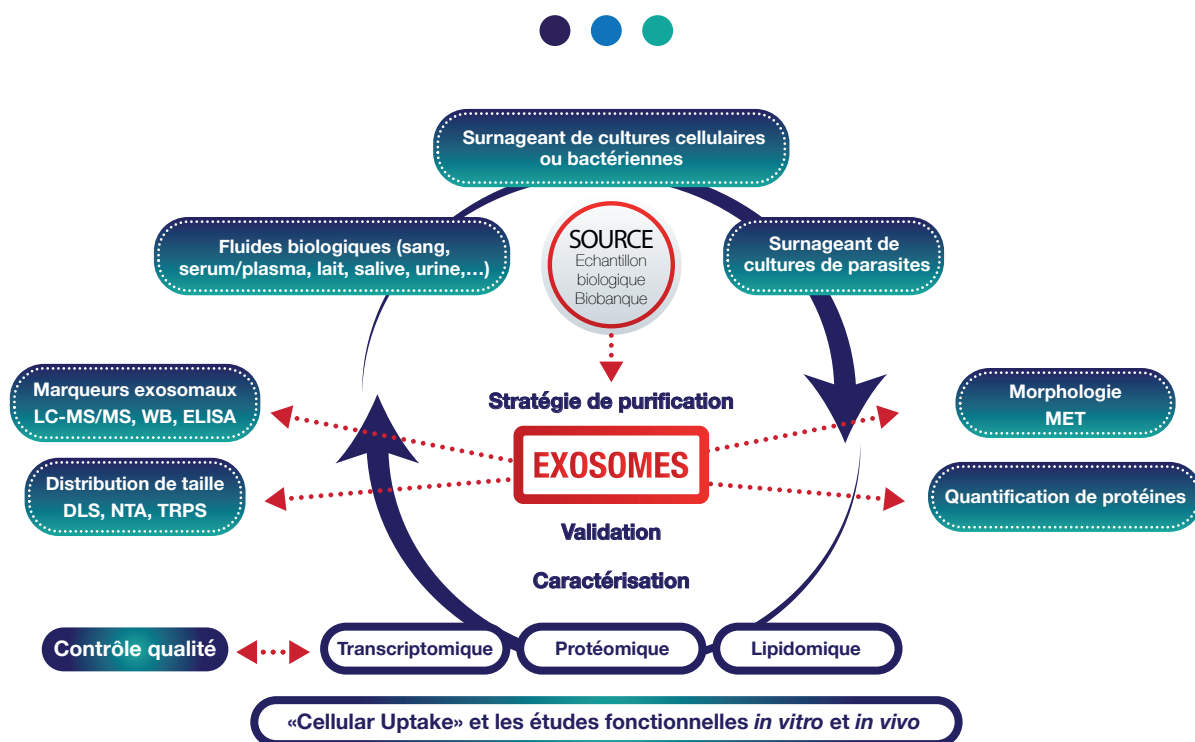 Surnageant de cultures cellulaires
ou bactériennes
Fluides biologiques (sang,
serum/plasma, lait, salive, urine,...)
SOURCE
Echantillon
biologique
Biobanque
Surnageant de
cultures de parasites
Marqueurs exosomaux
LC-MS/MS, WB, ELISA
Stratégie de purification
Morphologie
MET
EXOSOMES
Distribution de taille
DLS, NTA, TRPS
Quantification de protéines
Validation
Caractérisation
Contrôle qualité
Transcriptomique
Protéomique
Lipidomique
«Cellular Uptake» et les études fonctionnelles in vitro et in vivo